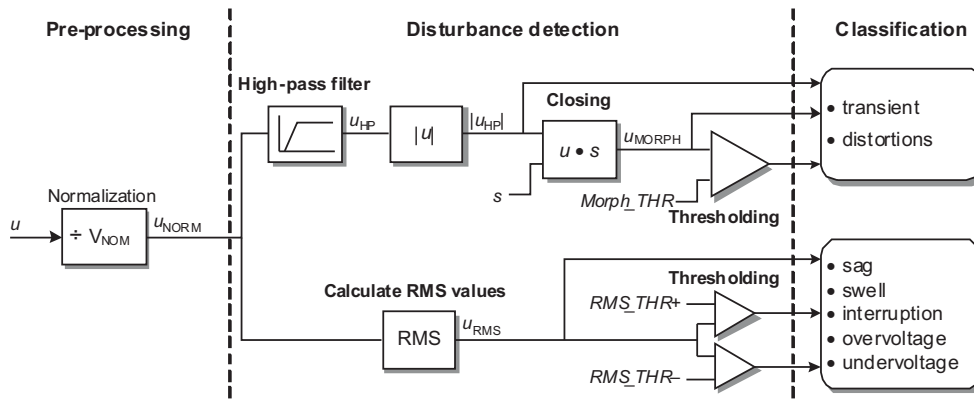 Pre-processing
Disturbance detection
Classification
High-pass filter
u_HP
|u|
|u_HP|
Closing
u • s
s
u_MORPH
Morph_THR
Thresholding
• transient
• distortions
Normalization
u
÷ V_NOM
u_NORM
Calculate RMS values
RMS
u_RMS
Thresholding
RMS_THR+
RMS_THR–
• sag
• swell
• interruption
• overvoltage
• undervoltage